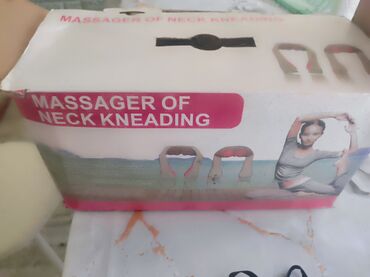 MASSAGER OF NECK KNEADING
MASSAGER OF
NECK KNEADING